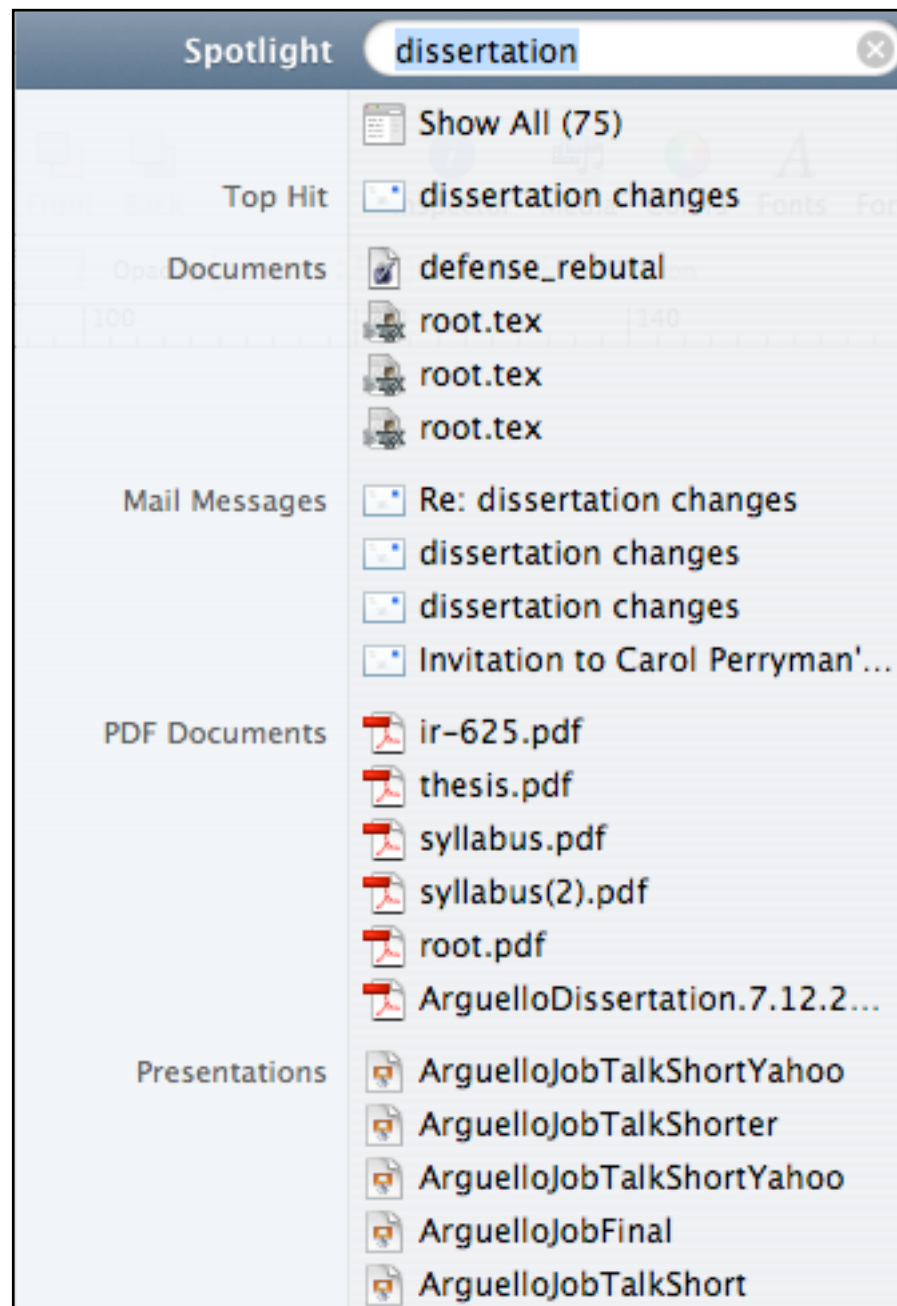 Spotlight dissertation
Show All (75)
Top Hit dissertation changes
Documents defense_rebutal
root.tex
root.tex
root.tex
Mail Messages Re: dissertation changes
dissertation changes
dissertation changes
Invitation to Carol Perryman'...
PDF Documents ir-625.pdf
thesis.pdf
syllabus.pdf
syllabus(2).pdf
root.pdf
ArguelloDissertation.7.12.2...
Presentations ArguelloJobTalkShortYahoo
ArguelloJobTalkShorter
ArguelloJobTalkShortYahoo
ArguelloJobFinal
ArguelloJobTalkShort